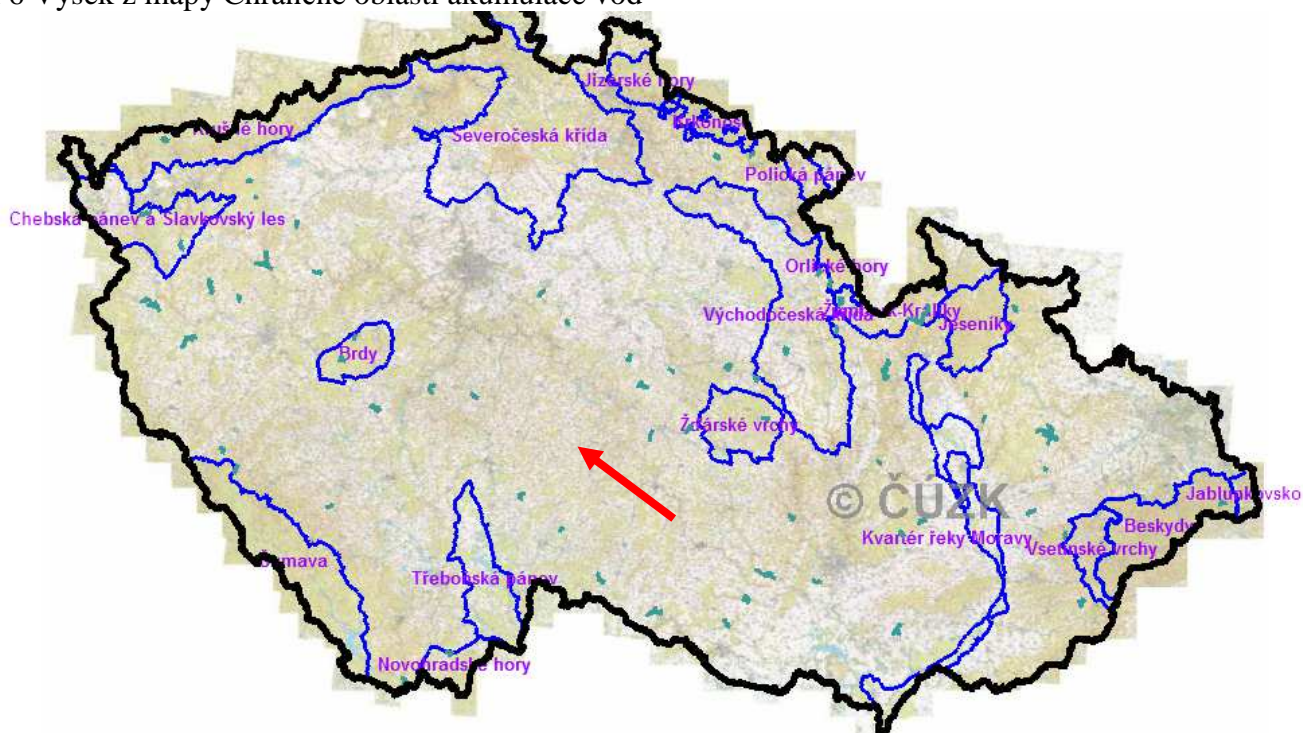 o Výsek z mapy Chráněné oblasti akumulace vod
Jizerské hory
Krušné hory
Severočeská křída
Krkonoše
Polická pánev
Chebská pánev a Slavkovský les
Orlické hory
Východočeská křída
Jeseníky
Brdy
Žďárské vrchy
© ČÚZK
Jablunkovsko
Beskydy
Kvartér řeky Moravy
Vsetínské vrchy
Šumava
Třeboňská pánev
Novohradské hory